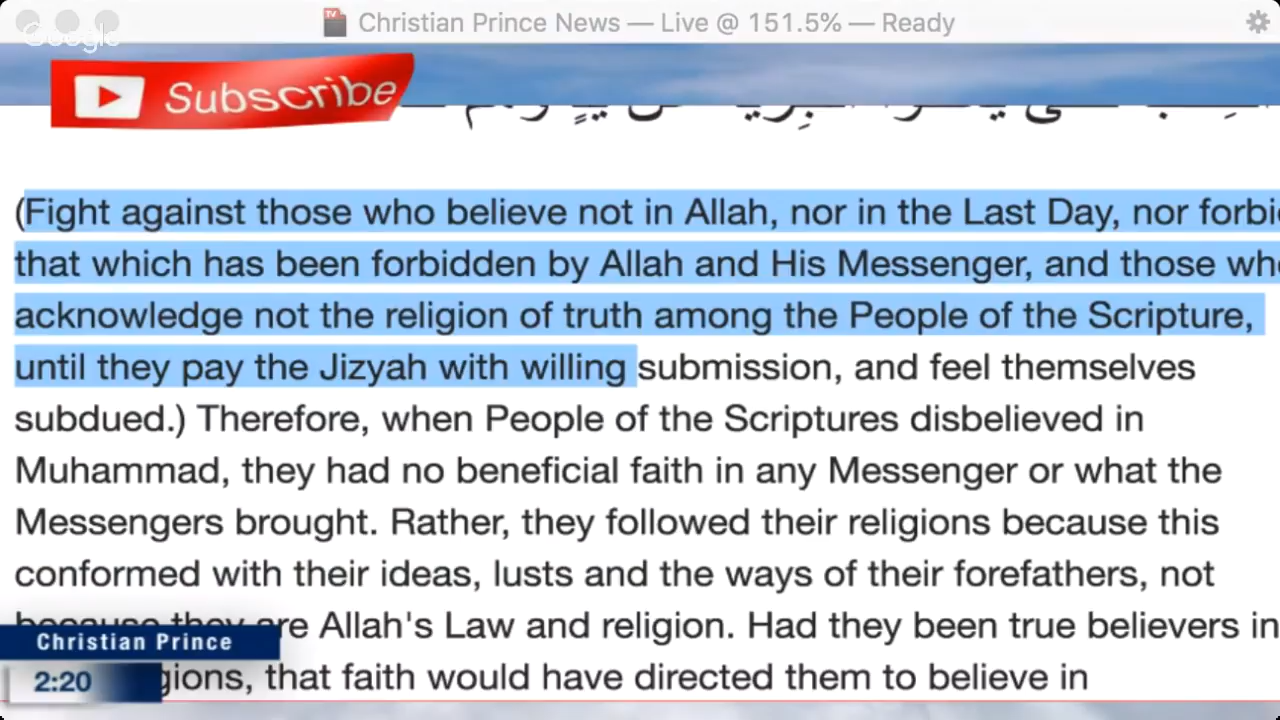 Christian Prince News — Live @ 151.5% — Ready
Google
Subscribe
(Fight against those who believe not in Allah, nor in the Last Day, nor
that which has been forbidden by Allah and His Messenger, and those
acknowledge not the religion of truth among the People of the Scripture,
until they pay the Jizyah with willing submission, and feel themselves
subdued.) Therefore, when People of the Scriptures disbelieved in
Muhammad, they had no beneficial faith in any Messenger or what the
Messengers brought. Rather, they followed their religions because this
conformed with their ideas, lusts and the ways of their forefathers, not
because they are Allah's Law and religion. Had they been true believers in
that faith would have directed them to believe in
Christian Prince
2:20